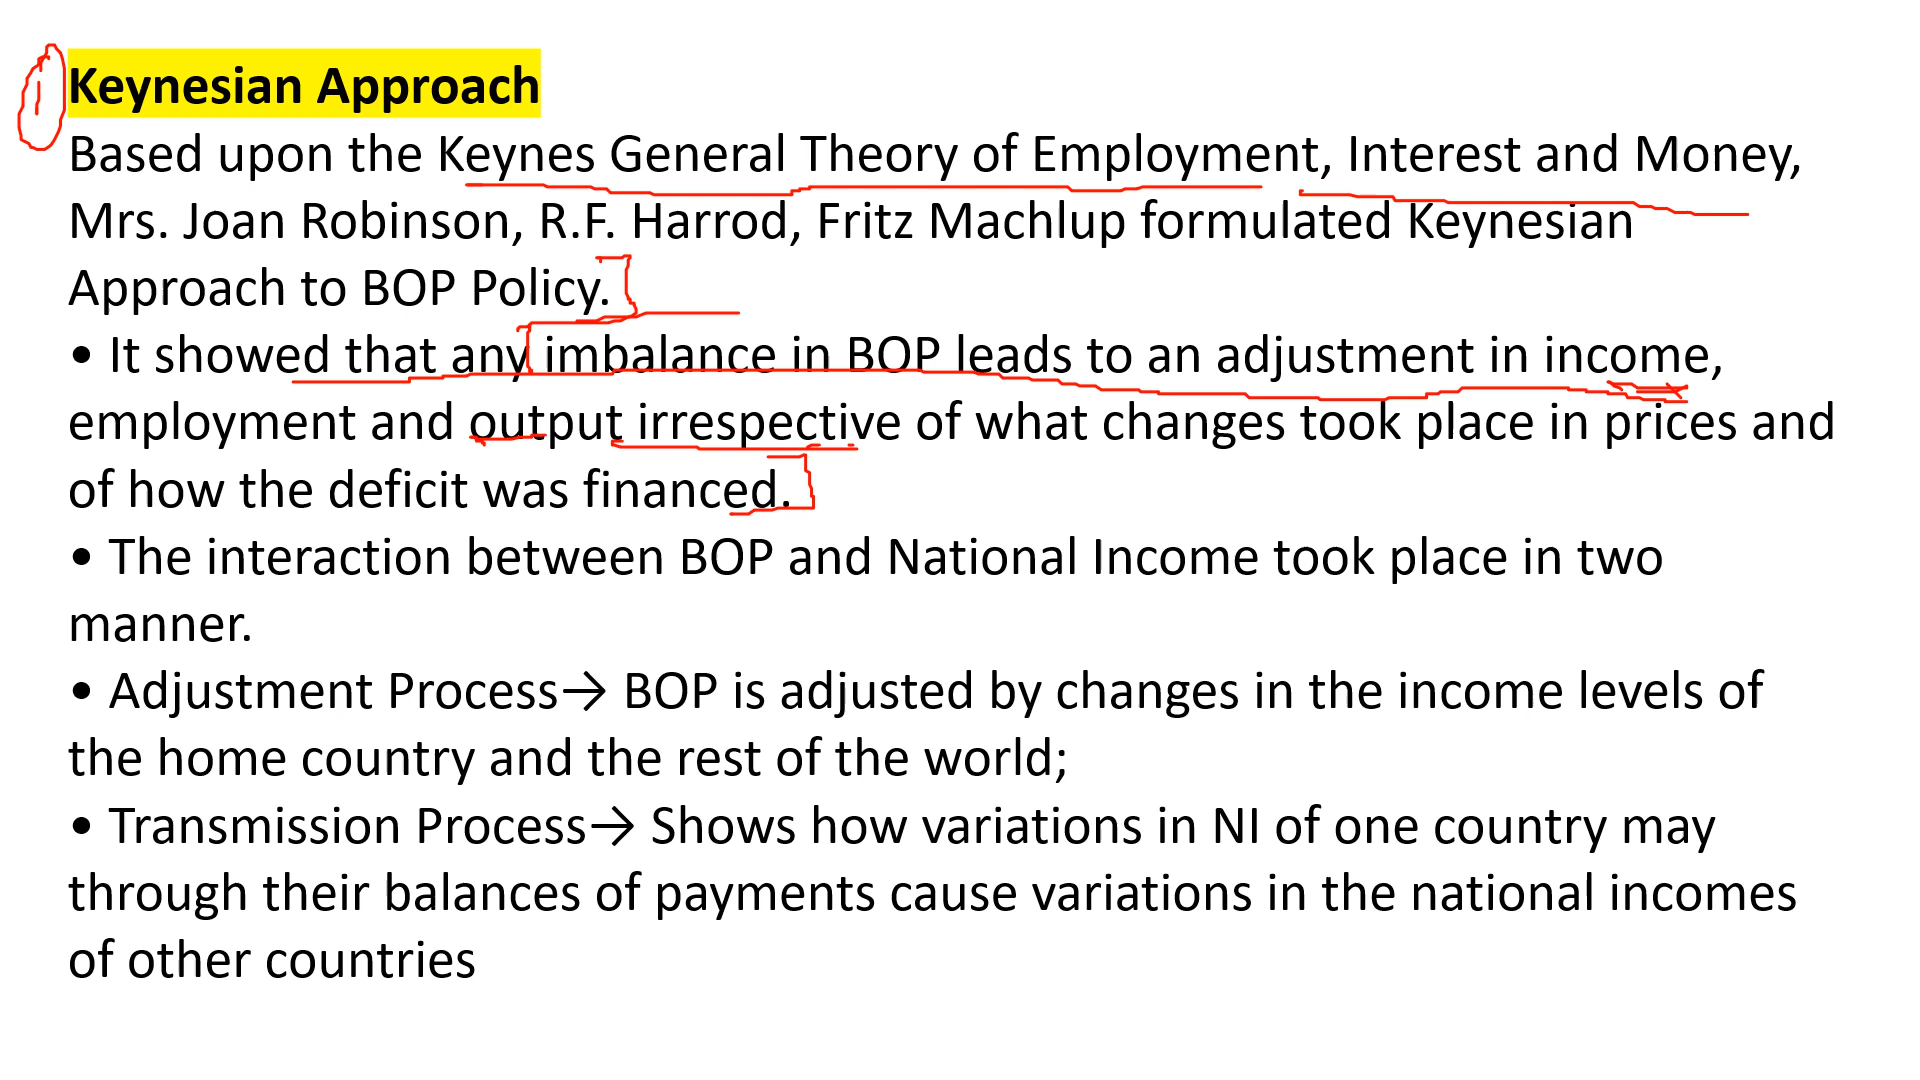 Keynesian Approach
Based upon the Keynes General Theory of Employment, Interest and Money,
Mrs. Joan Robinson, R.F. Harrod, Fritz Machlup formulated Keynesian
Approach to BOP Policy.
• It showed that any imbalance in BOP leads to an adjustment in income,
employment and output irrespective of what changes took place in prices and
of how the deficit was financed.
• The interaction between BOP and National Income took place in two
manner.
• Adjustment Process→ BOP is adjusted by changes in the income levels of
the home country and the rest of the world;
• Transmission Process→ Shows how variations in NI of one country may
through their balances of payments cause variations in the national incomes
of other countries